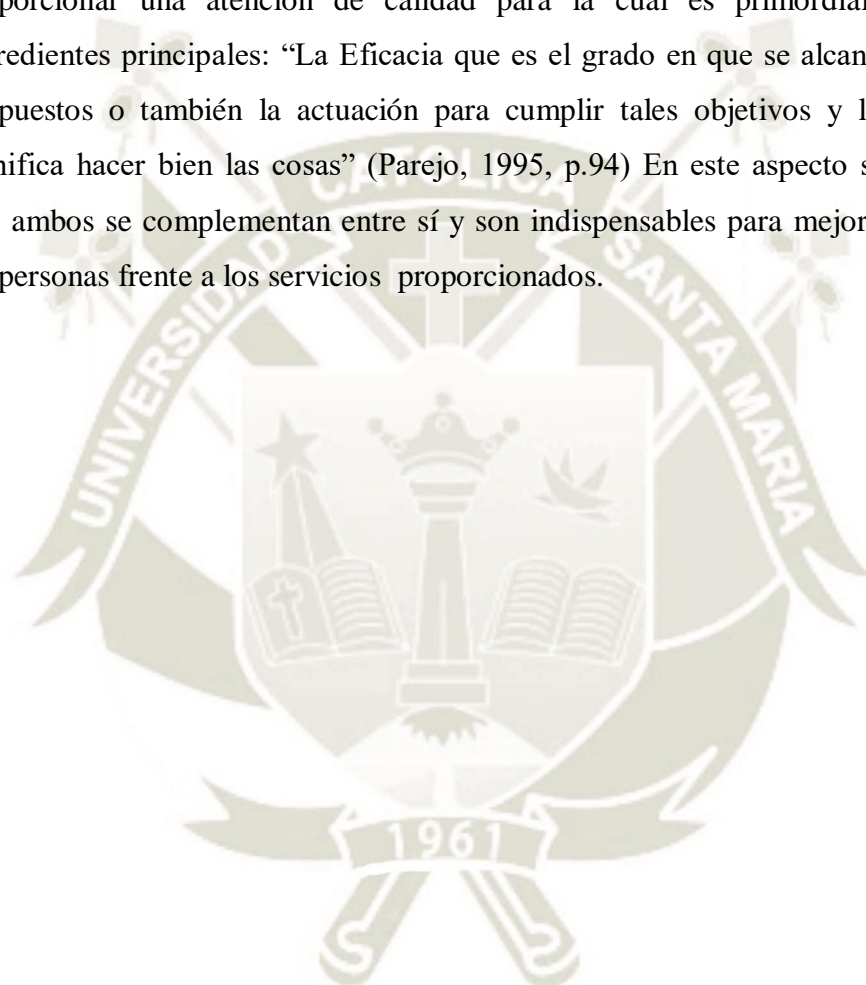 porcionar una atención de calidad para la cual es primordial
redientes principales: “La Eficacia que es el grado en que se alcan
puestos o también la actuación para cumplir tales objetivos y l
nifica hacer bien las cosas” (Parejo, 1995, p.94) En este aspecto s
ambos se complementan entre sí y son indispensables para mejor
personas frente a los servicios proporcionados.
UNIVERSIDAD CATOLICA SANTA MARIA
1961